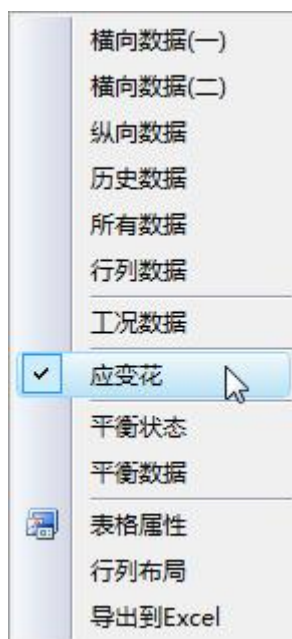 横向数据(一)
横向数据(二)
纵向数据
历史数据
所有数据
行列数据
工况数据
应变花
平衡状态
平衡数据
表格属性
行列布局
导出到Excel